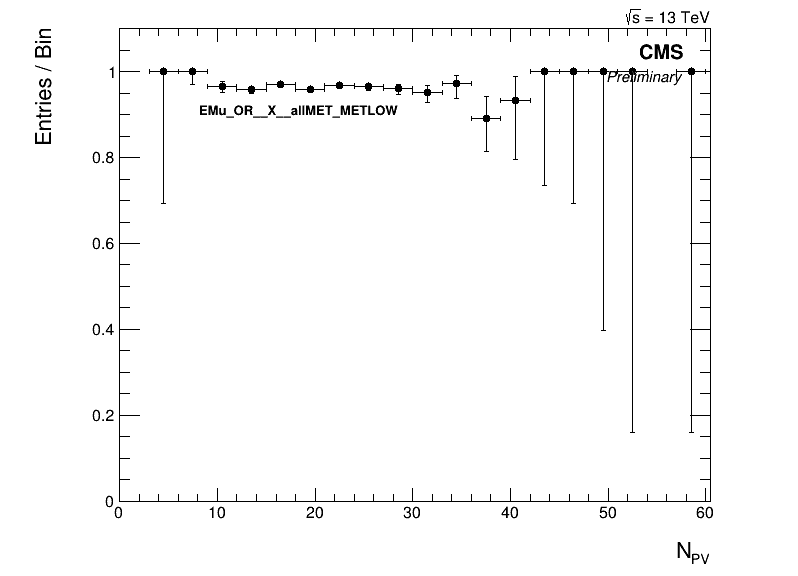 √s = 13 TeV
CMS
Preliminary
EMu_OR__X__allMET_METLOW
Entries / Bin
1
0.8
0.6
0.4
0.2
0
0 10 20 30 40 50 60
N_PV